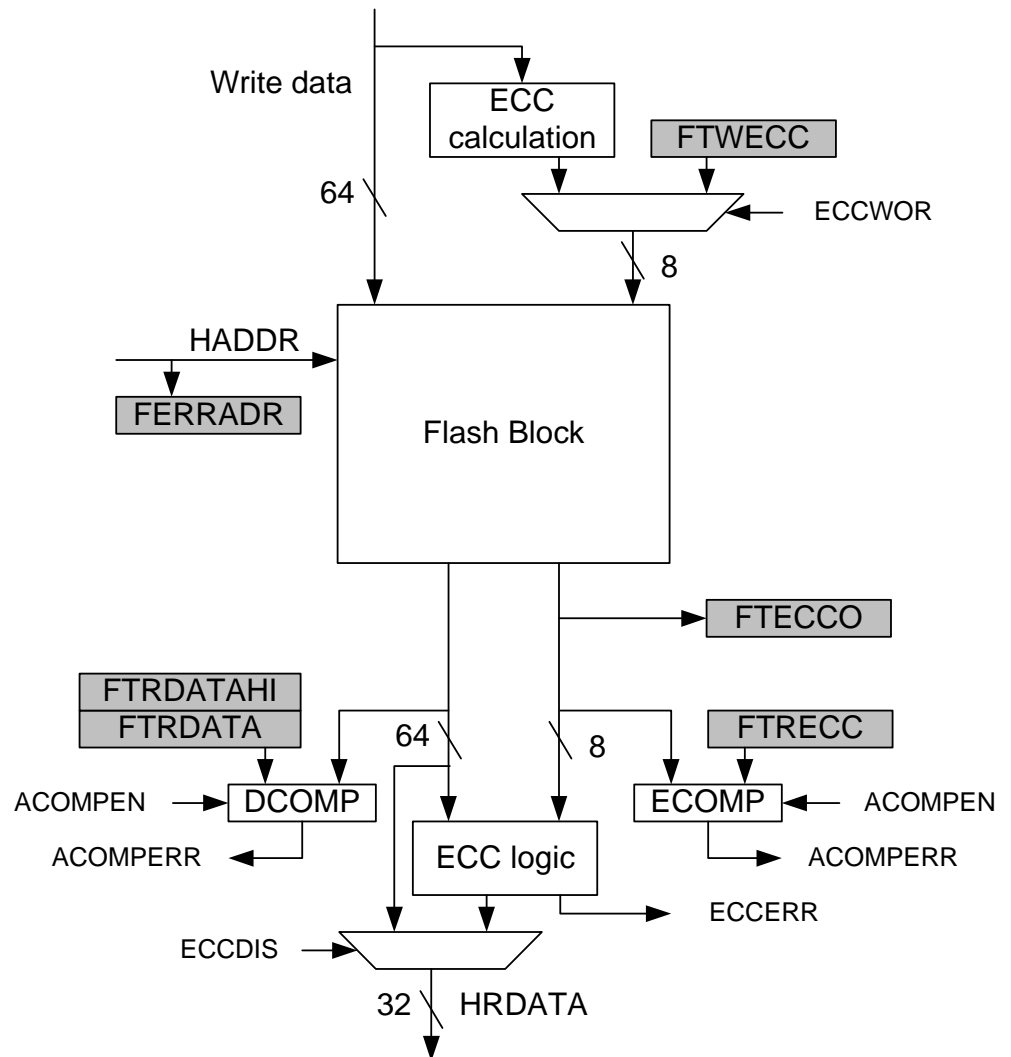 Write data
ECC
calculation
FTWECC
64
ECCWOR
8
HADDR
FERRADR
Flash Block
FTECCO
FTRDATAHI
FTRDATA
64
8
FTRECC
ACOMPEN
DCOMP
ECOMP
ACOMPEN
ACOMPERR
ECC logic
ACOMPERR
ECCERR
ECCDIS
32
HRDATA